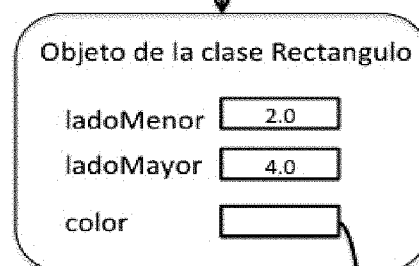 Objeto de la clase Rectangulo
ladoMenor 2.0
ladoMayor 4.0
color